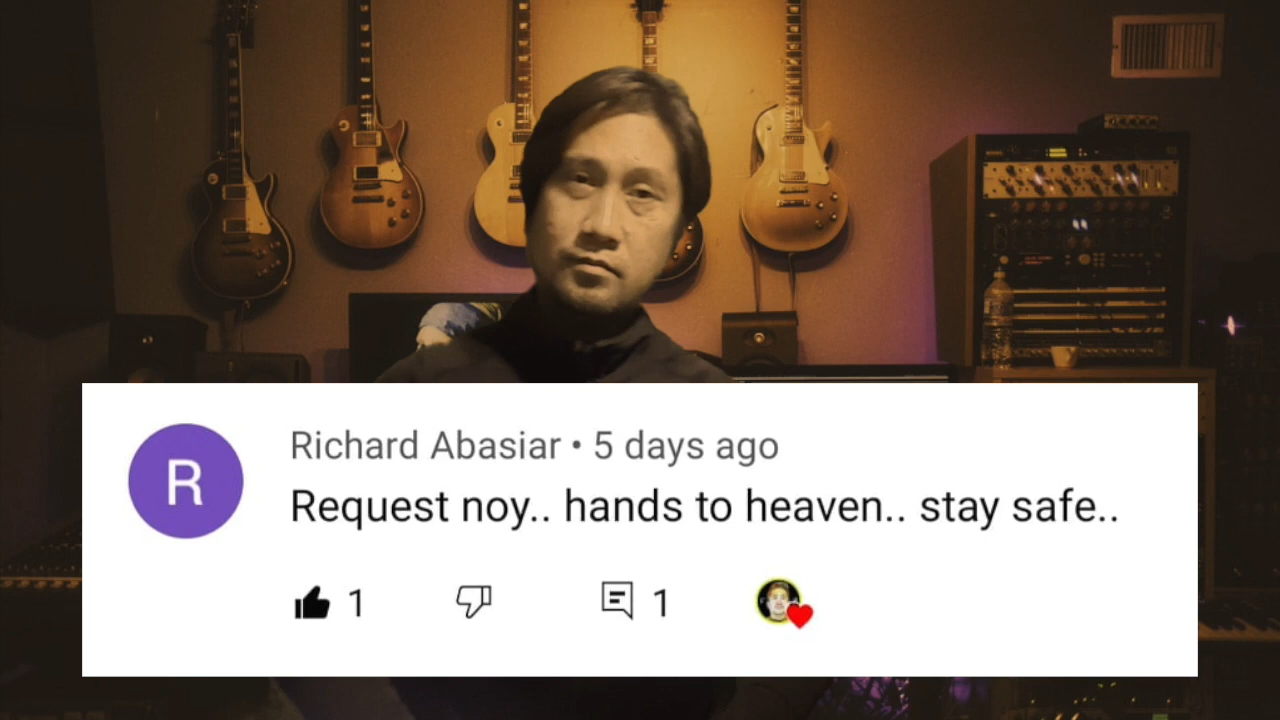 R
Richard Abasiar • 5 days ago
Request noy.. hands to heaven.. stay safe..
1
1